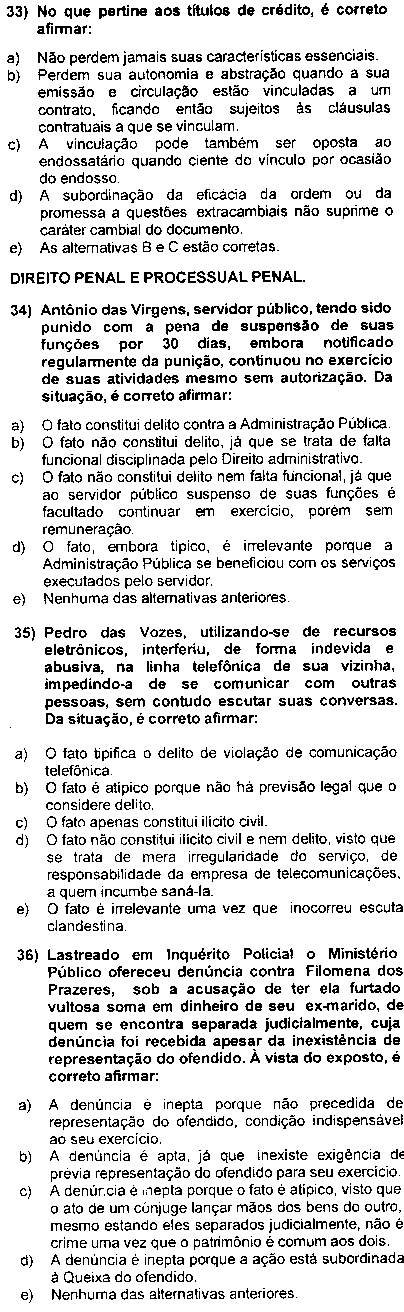 33) No que pertine aos títulos de crédito, é correto
afirmar:
a) Não perdem jamais suas características essenciais.
b) Perdem sua autonomia e abstração quando a sua
emissão e circulação estão vinculadas a um
contrato, ficando então sujeitos às cláusulas
contratuais a que se vinculam.
c) A vinculação pode também ser oposta ao
endossatário quando ciente do vínculo por ocasião
do endosso.
d) A subordinação da eficácia da ordem ou da
promessa a questões extracambiais não suprime o
caráter cambial do documento.
e) As alternativas B e C estão corretas.
DIREITO PENAL E PROCESSUAL PENAL.
34) Antônio das Virgens, servidor público, tendo sido
punido com a pena de suspensão de suas
funções por 30 dias, embora notificado
regularmente da punição, continuou no exercício
de suas atividades mesmo sem autorização. Da
situação, é correto afirmar:
a) O fato constitui delito contra a Administração Pública.
b) O fato não constitui delito, já que se trata de falta
funcional disciplinada pelo Direito administrativo.
c) O fato não constitui delito nem falta funcional, já que
ao servidor público suspenso de suas funções é
facultado continuar em exercício, porém sem
remuneração.
d) O fato, embora típico, é irrelevante porque a
Administração Pública se beneficiou com os serviços
executados pelo servidor.
e) Nenhuma das alternativas anteriores.
35) Pedro das Vozes, utilizando-se de recursos
eletrônicos, interferiu, de forma indevida e
abusiva, na linha telefônica de sua vizinha,
impedindo-a de se comunicar com outras
pessoas, sem contudo escutar suas conversas.
Da situação, é correto afirmar:
a) O fato tipifica o delito de violação de comunicação
telefônica.
b) O fato é atípico porque não há previsão legal que o
considere delito.
c) O fato apenas constitui ilícito civil.
d) O fato não constitui ilícito civil e nem delito, visto que
se trata de mera irregularidade do serviço, de
responsabilidade da empresa de telecomunicações,
a quem incumbe saná-la.
e) O fato é irrelevante uma vez que inocorreu escuta
clandestina.
36) Lastreado em Inquérito Policial o Ministério
Público ofereceu denúncia contra Filomena dos
Prazeres, sob a acusação de ter ela furtado
vultosa soma em dinheiro de seu ex-marido, de
quem se encontra separada judicialmente, cuja
denúncia foi recebida apesar da inexistência de
representação do ofendido. À vista do exposto, é
correto afirmar:
a) A denúncia é inepta porque não precedida de
representação do ofendido, condição indispensável
ao seu exercício.
b) A denúncia é apta, já que inexiste exigência de
prévia representação do ofendido para seu exercício.
c) A denúncia é inepta porque o fato é atípico, visto que
o ato de um cônjuge lançar mãos dos bens do outro,
mesmo estando eles separados judicialmente, não é
crime uma vez que o patrimônio é comum aos dois.
d) A denúncia é inepta porque a ação está subordinada
à Queixa do ofendido.
e) Nenhuma das alternativas anteriores.